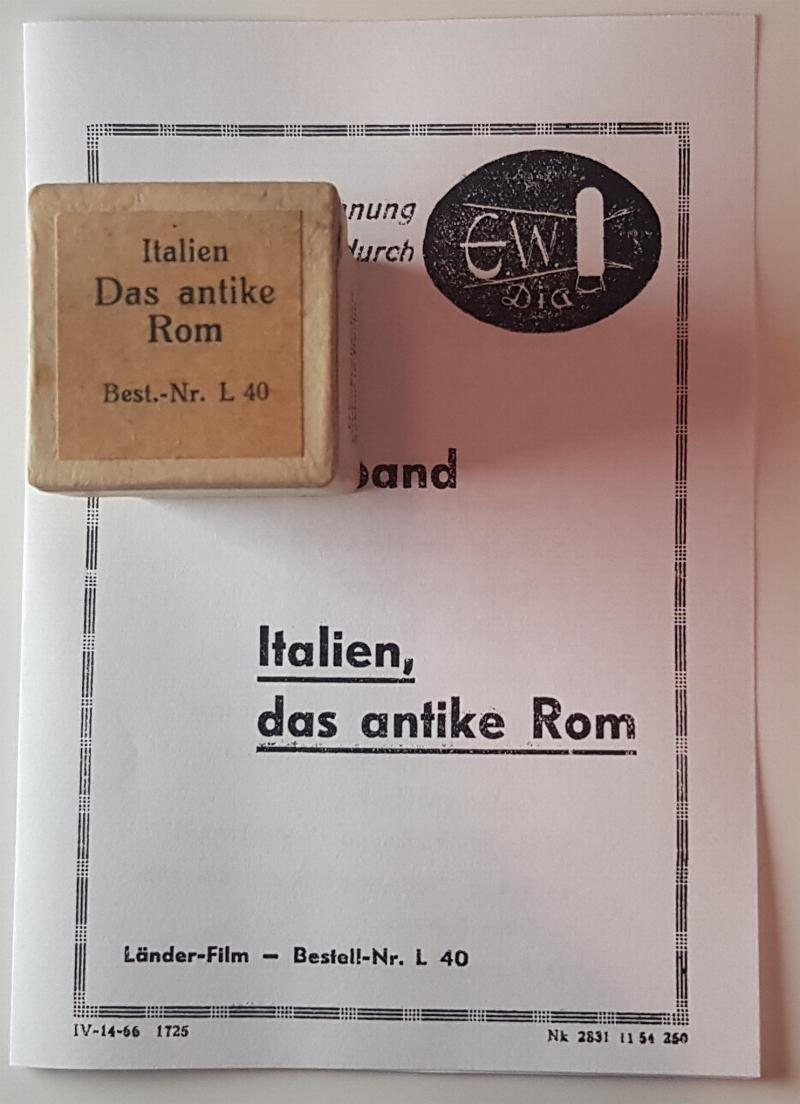 Italien
Das antike
Rom
Best.-Nr. L 40
durch
E.W.
Dia
Italien,
das antike Rom
Länder-Film — Bestell-Nr. L 40
IV-14-66 1725
Nk 2831 11 54 250